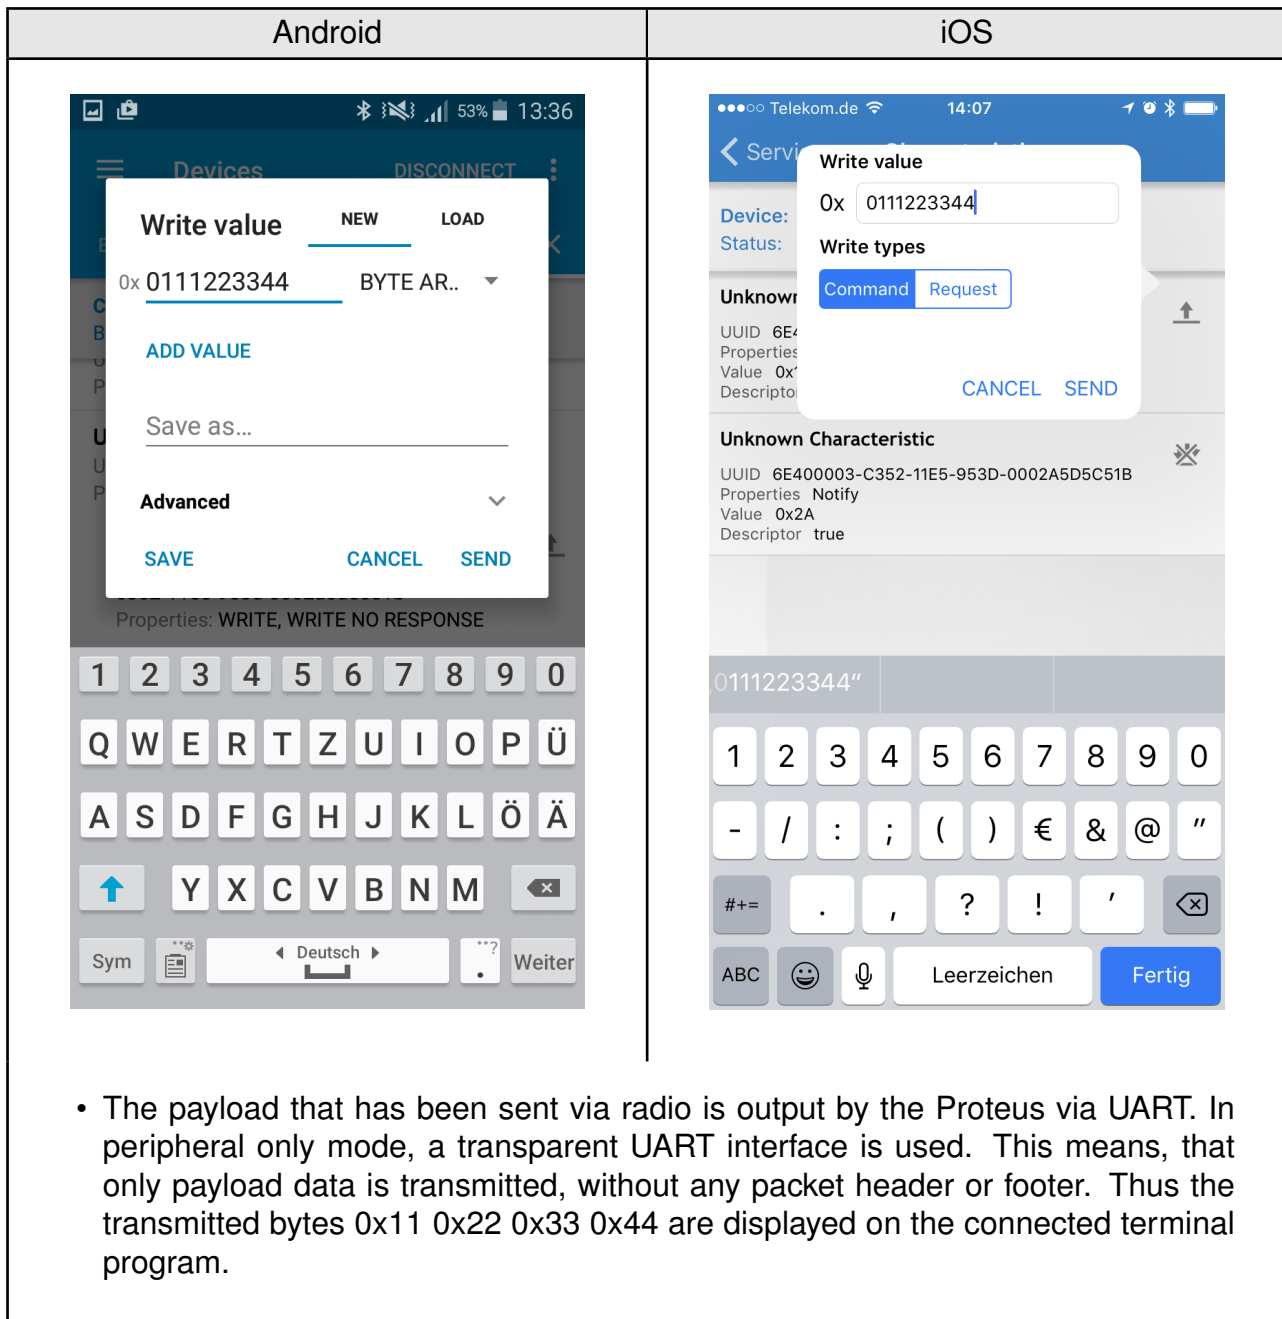 Android
iOS
53% 13:36
Devices DISCONNECT
Write value NEW LOAD
0x 0111223344 BYTE AR..
ADD VALUE
Save as...
Advanced
SAVE CANCEL SEND
Properties: WRITE, WRITE NO RESPONSE
1 2 3 4 5 6 7 8 9 0
Q W E R T Z U I O P Ü
A S D F G H J K L Ö Ä
Y X C V B N M
Sym Deutsch . Weiter
Telekom.de 14:07
Servi
Write value
0x 0111223344
Device:
Status:
Write types
Command Request
Unknown
UUID 6E4
Properties
Value 0x
Descriptor
CANCEL SEND
Unknown Characteristic
UUID 6E400003-C352-11E5-953D-0002A5D5C51B
Properties Notify
Value 0x2A
Descriptor true
„0111223344"
1 2 3 4 5 6 7 8 9 0
- / : ; ( ) € & @ "
#+= . , ? ! '
ABC Leerzeichen Fertig
• The payload that has been sent via radio is output by the Proteus via UART. In
peripheral only mode, a transparent UART interface is used. This means, that
only payload data is transmitted, without any packet header or footer. Thus the
transmitted bytes 0x11 0x22 0x33 0x44 are displayed on the connected terminal
program.